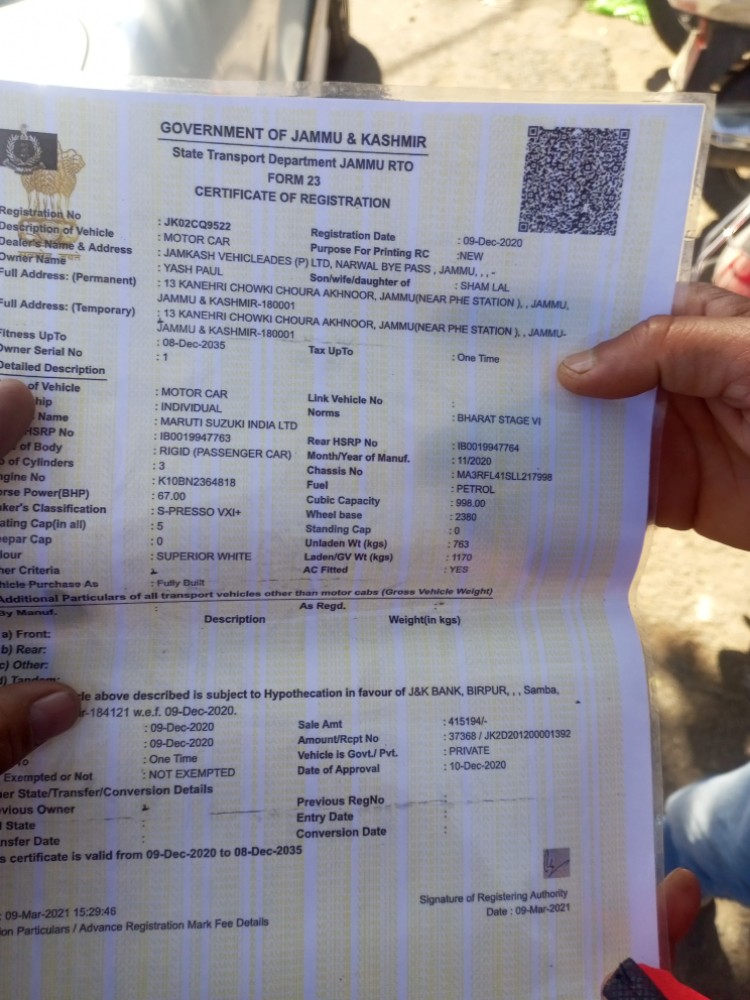 GOVERNMENT OF JAMMU & KASHMIR
State Transport Department JAMMU RTO
FORM 23
CERTIFICATE OF REGISTRATION
Registration No : JK02CQ9522 Registration Date : 09-Dec-2020
Description of Vehicle : MOTOR CAR Purpose For Printing RC :NEW
Dealer's Name & Address : JAMKASH VEHICLEADES (P) LTD, NARWAL BYE PASS , JAMMU, , , -
Owner Name : YASH PAUL Son/wife/daughter of : SHAM LAL
Full Address: (Permanent) : 13 KANEHRI CHOWKI CHOURA AKHNOOR, JAMMU(NEAR PHE STATION ), , JAMMU,
JAMMU & KASHMIR-180001
Full Address: (Temporary) : 13 KANEHRI CHOWKI CHOURA AKHNOOR, JAMMU(NEAR PHE STATION ), , JAMMU-
JAMMU & KASHMIR-180001
Fitness UpTo : 08-Dec-2035 Tax UpTo : One Time
Owner Serial No : 1
Detailed Description
of Vehicle : MOTOR CAR Link Vehicle No :
hip : INDIVIDUAL Norms : BHARAT STAGE VI
Name : MARUTI SUZUKI INDIA LTD
HSRP No : IB0019947763 Rear HSRP No : IB0019947764
of Body : RIGID (PASSENGER CAR) Month/Year of Manuf. : 11/2020
o of Cylinders : 3 Chassis No : MA3RFL41SLL217998
ngine No : K10BN2364818 Fuel : PETROL
orse Power(BHP) : 67.00 Cubic Capacity : 998.00
aker's Classification : S-PRESSO VXI+ Wheel base : 2380
ating Cap(in all) : 5 Standing Cap : 0
eepar Cap : 0 Unladen Wt (kgs) : 763
lour : SUPERIOR WHITE Laden/GV Wt (kgs) : 1170
her Criteria : AC Fitted : YES
hicle Purchase As : Fully Built
Additional Particulars of all transport vehicles other than motor cabs (Gross Vehicle Weight)
By Manuf. : As Regd. :-
Description Weight(in kgs)
a) Front:
b) Rear:
c) Other:
d) Tandem:
cle above described is subject to Hypothecation in favour of J&K BANK, BIRPUR, , , Samba,
r-184121 w.e.f. 09-Dec-2020.
: 09-Dec-2020 Sale Amt : 415194/-
: 09-Dec-2020 Amount/Rcpt No : 37368 / JK2D201200001392
To : One Time Vehicle is Govt./ Pvt. : PRIVATE
Exempted or Not : NOT EXEMPTED Date of Approval : 10-Dec-2020
er State/Transfer/Conversion Details
vious Owner : Previous RegNo :
State : Entry Date :
nsfer Date : Conversion Date :
s certificate is valid from 09-Dec-2020 to 08-Dec-2035
: 09-Mar-2021 15:29:46 Signature of Registering Authority
on Particulars / Advance Registration Mark Fee Details Date : 09-Mar-2021